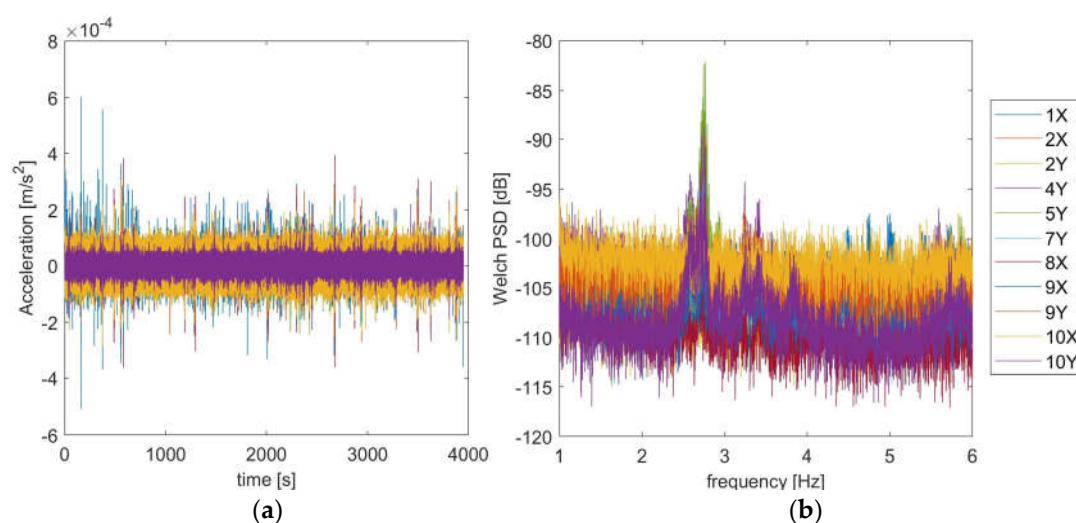 ×10⁻⁴
8
6
4
2
0
-2
-4
-6
Acceleration [m/s²]
0 1000 2000 3000 4000
time [s]
(a)
-80
-85
-90
-95
-100
-105
-110
-115
-120
Welch PSD [dB]
1 2 3 4 5 6
frequency [Hz]
(b)
1X
2X
2Y
4Y
5Y
7Y
8X
9X
9Y
10X
10Y